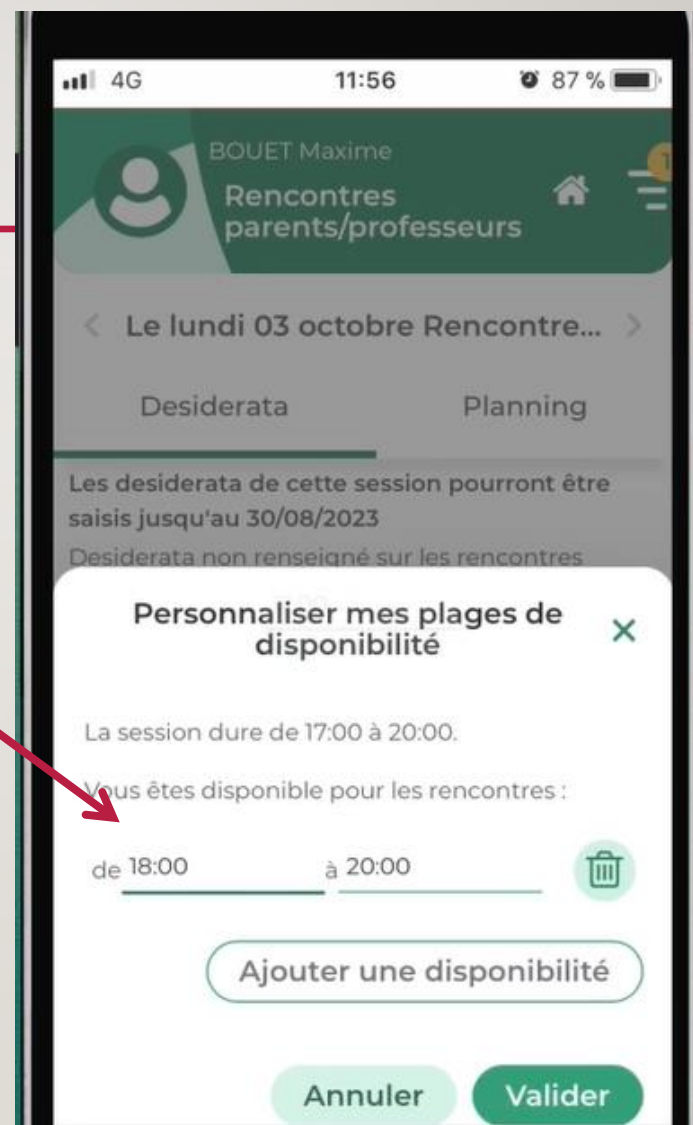 4G 11:56 87 %
BOUET Maxime
1
Rencontres
parents/professeurs
< Le lundi 03 octobre Rencontre... >
Desiderata Planning
Les desiderata de cette session pourront être
saisis jusqu'au 30/08/2023
Desiderata non renseigné sur les rencontres
Personnaliser mes plages de
disponibilité ×
La session dure de 17:00 à 20:00.
Vous êtes disponible pour les rencontres :
de 18:00 à 20:00
Ajouter une disponibilité
Annuler Valider